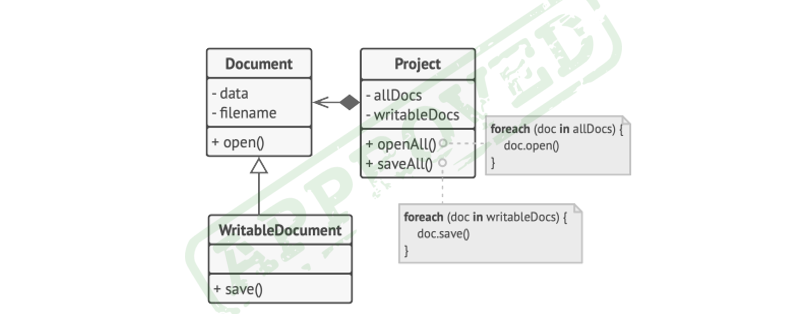 APPROVED
Document
- data
- filename
+ open()
Project
- allDocs
- writableDocs
+ openAll()
+ saveAll()
foreach (doc in allDocs) {
doc.open()
}
WritableDocument
+ save()
foreach (doc in writableDocs) {
doc.save()
}